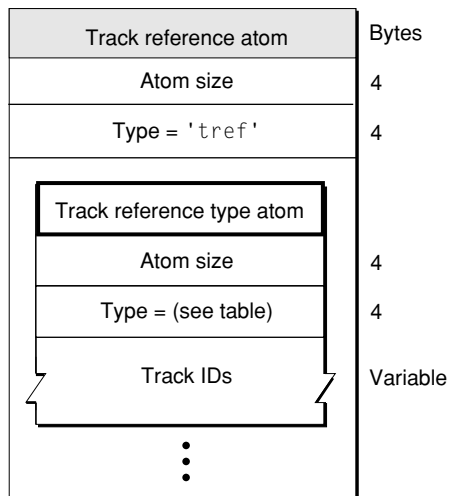 Track reference atom Bytes
Atom size 4
Type = 'tref' 4
Track reference type atom
Atom size 4
Type = (see table) 4
Track IDs Variable